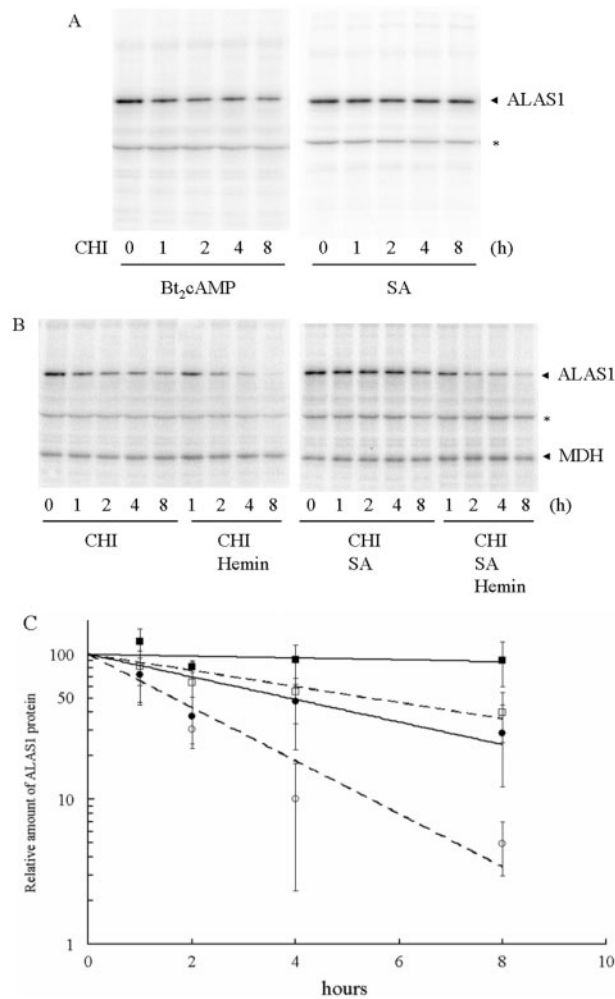 A
ALAS1
*
CHI 0 1 2 4 8 0 1 2 4 8 (h)
Bt₂cAMP SA
B
ALAS1
*
MDH
0 1 2 4 8 1 2 4 8 0 1 2 4 8 1 2 4 8 (h)
CHI CHI CHI CHI
Hemin SA SA
Hemin
C
Relative amount of ALAS1 protein
100
50
10
1
0 2 4 6 8 10
hours